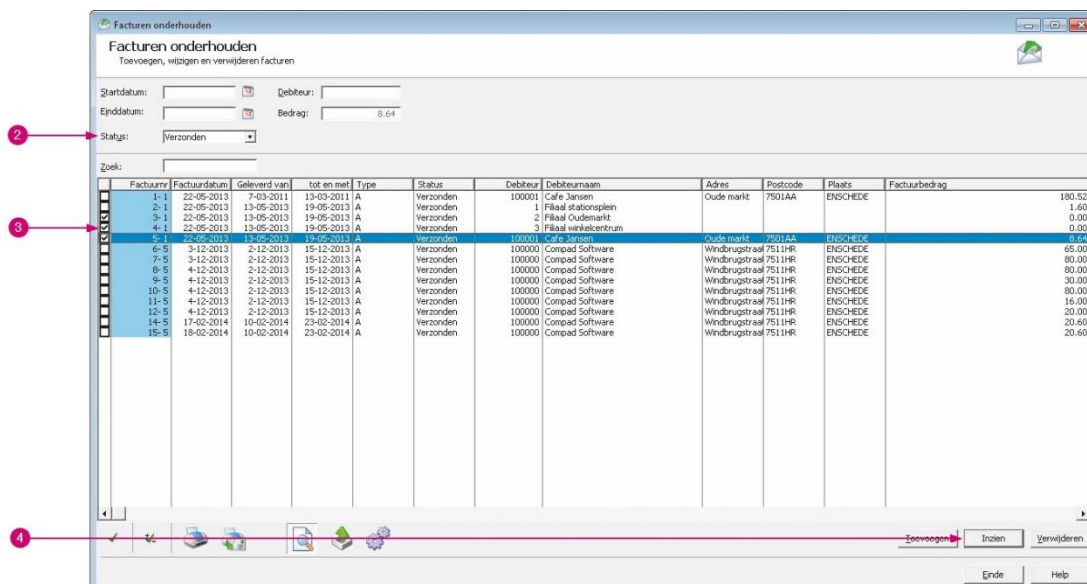 Facturen onderhouden
Facturen onderhouden
Toevoegen, wijzigen en verwijderen facturen
Startdatum: Debiteur:
Einddatum: Bedrag: 8.64
2
Status: Verzonden
Zoek:
Factuurnr Factuurdatum Geleverd van tot en met Type Status Debiteur Debiteurnaam Adres Postcode Plaats Factuurbedrag
1- 1 22-05-2013 7-03-2011 13-03-2011 A Verzonden 100001 Cafe Jansen Oude markt 7501AA ENSCHEDE 180.52
2- 1 22-05-2013 13-05-2013 19-05-2013 A Verzonden 1 Filiaal stationsplein 1.60
3- 1 22-05-2013 13-05-2013 19-05-2013 A Verzonden 2 Filiaal Oudemarkt 0.00
3
4- 1 22-05-2013 13-05-2013 19-05-2013 A Verzonden 3 Filiaal winkelcentrum 0.00
5- 1 22-05-2013 13-05-2013 19-05-2013 A Verzonden 100001 Cafe Jansen Oude markt 7501AA ENSCHEDE 8.64
6- 5 3-12-2013 2-12-2013 15-12-2013 A Verzonden 100000 Compad Software Windbrugstraal 7511HR ENSCHEDE 65.00
7- 5 3-12-2013 2-12-2013 15-12-2013 A Verzonden 100000 Compad Software Windbrugstraal 7511HR ENSCHEDE 80.00
8- 5 4-12-2013 2-12-2013 15-12-2013 A Verzonden 100000 Compad Software Windbrugstraal 7511HR ENSCHEDE 80.00
9- 5 4-12-2013 2-12-2013 15-12-2013 A Verzonden 100000 Compad Software Windbrugstraal 7511HR ENSCHEDE 30.00
10- 5 4-12-2013 2-12-2013 15-12-2013 A Verzonden 100000 Compad Software Windbrugstraal 7511HR ENSCHEDE 80.00
11- 5 4-12-2013 2-12-2013 15-12-2013 A Verzonden 100000 Compad Software Windbrugstraal 7511HR ENSCHEDE 16.00
12- 5 4-12-2013 2-12-2013 15-12-2013 A Verzonden 100000 Compad Software Windbrugstraal 7511HR ENSCHEDE 20.00
14- 5 17-02-2014 10-02-2014 23-02-2014 A Verzonden 100000 Compad Software Windbrugstraal 7511HR ENSCHEDE 20.60
15- 5 18-02-2014 10-02-2014 23-02-2014 A Verzonden 100000 Compad Software Windbrugstraal 7511HR ENSCHEDE 20.60
4
Toevoegen Inzien Verwijderen
Einde Help